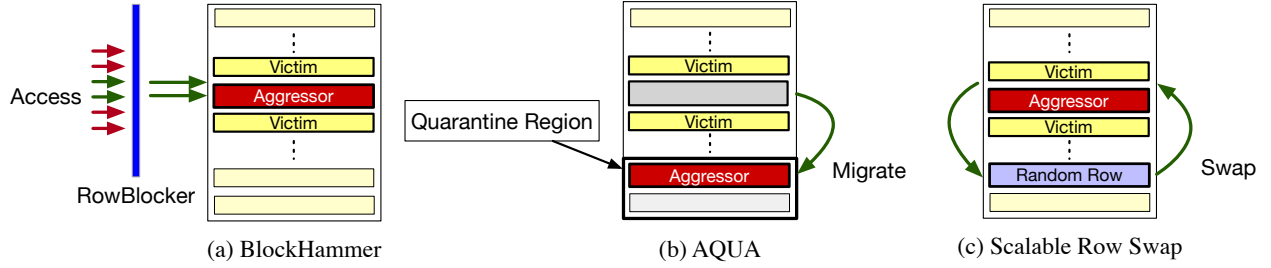 Access
RowBlocker
Victim
Aggressor
Victim
(a) BlockHammer
Quarantine Region
Victim
Victim
Aggressor
Migrate
(b) AQUA
Victim
Aggressor
Victim
Random Row
Swap
(c) Scalable Row Swap